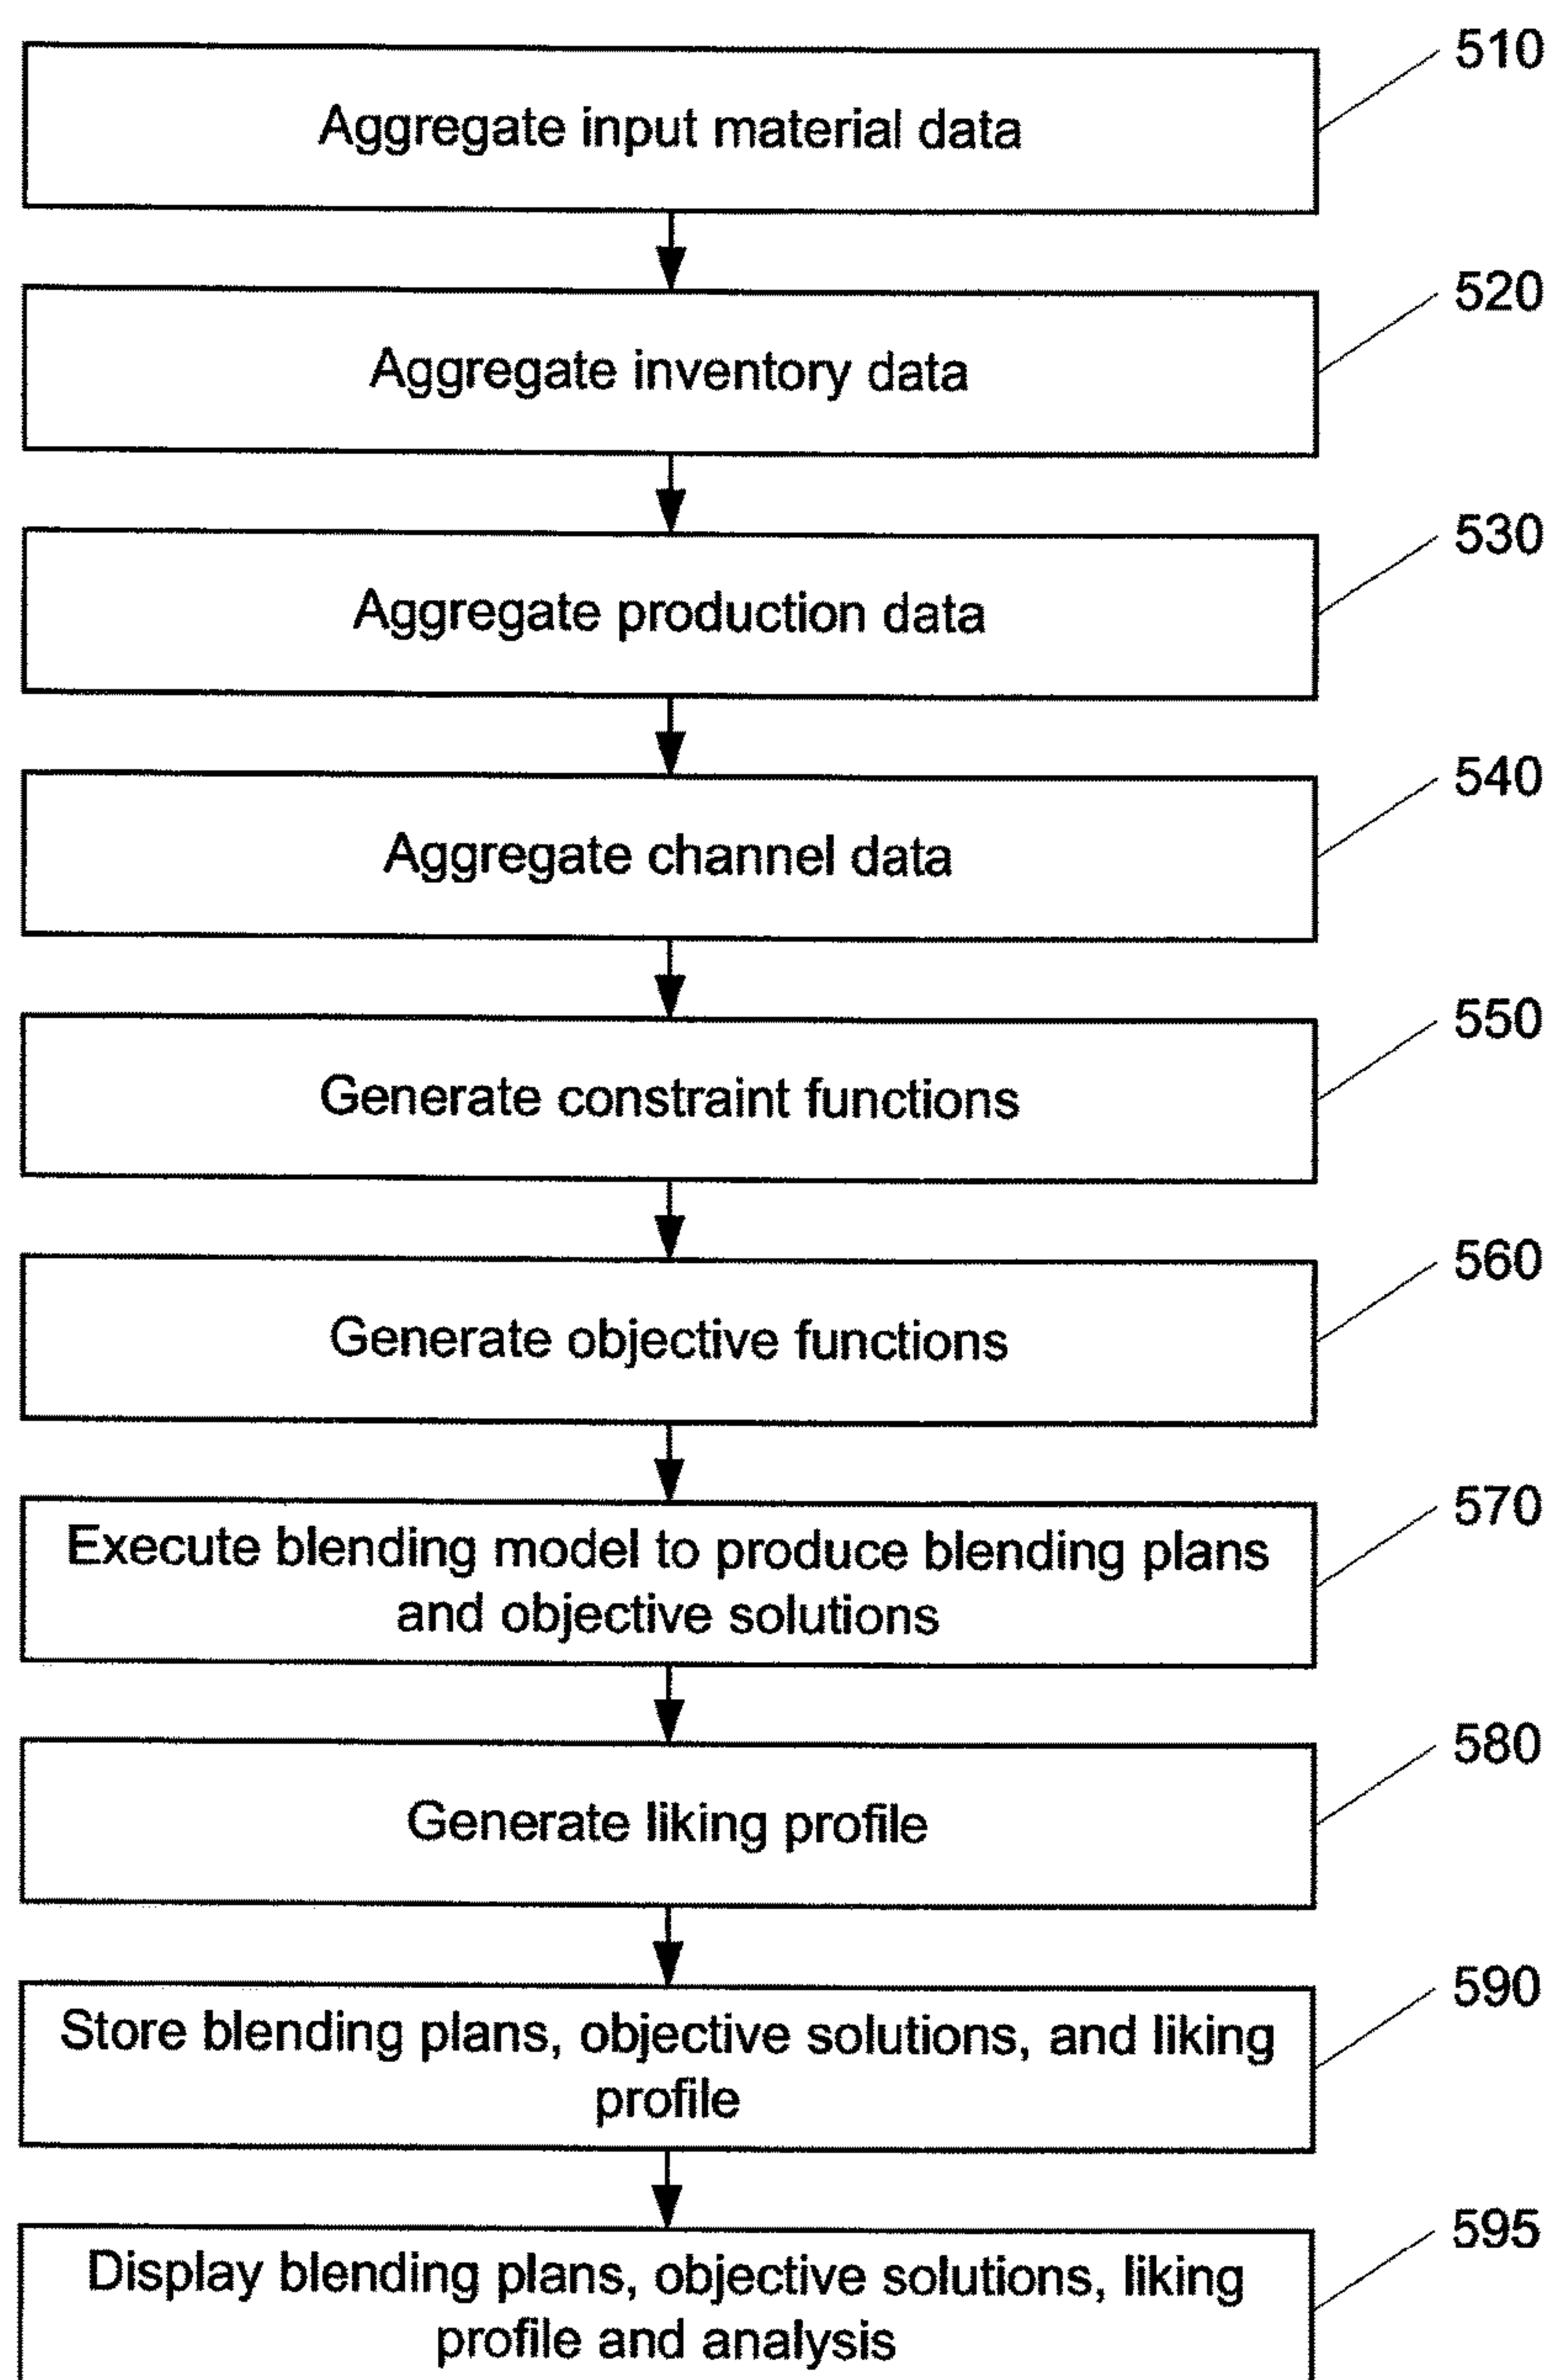 Aggregate input material data
510
Aggregate inventory data
520
Aggregate production data
530
Aggregate channel data
540
Generate constraint functions
550
Generate objective functions
560
Execute blending model to produce blending plans
and objective solutions
570
Generate liking profile
580
Store blending plans, objective solutions, and liking
profile
590
Display blending plans, objective solutions, liking
profile and analysis
595